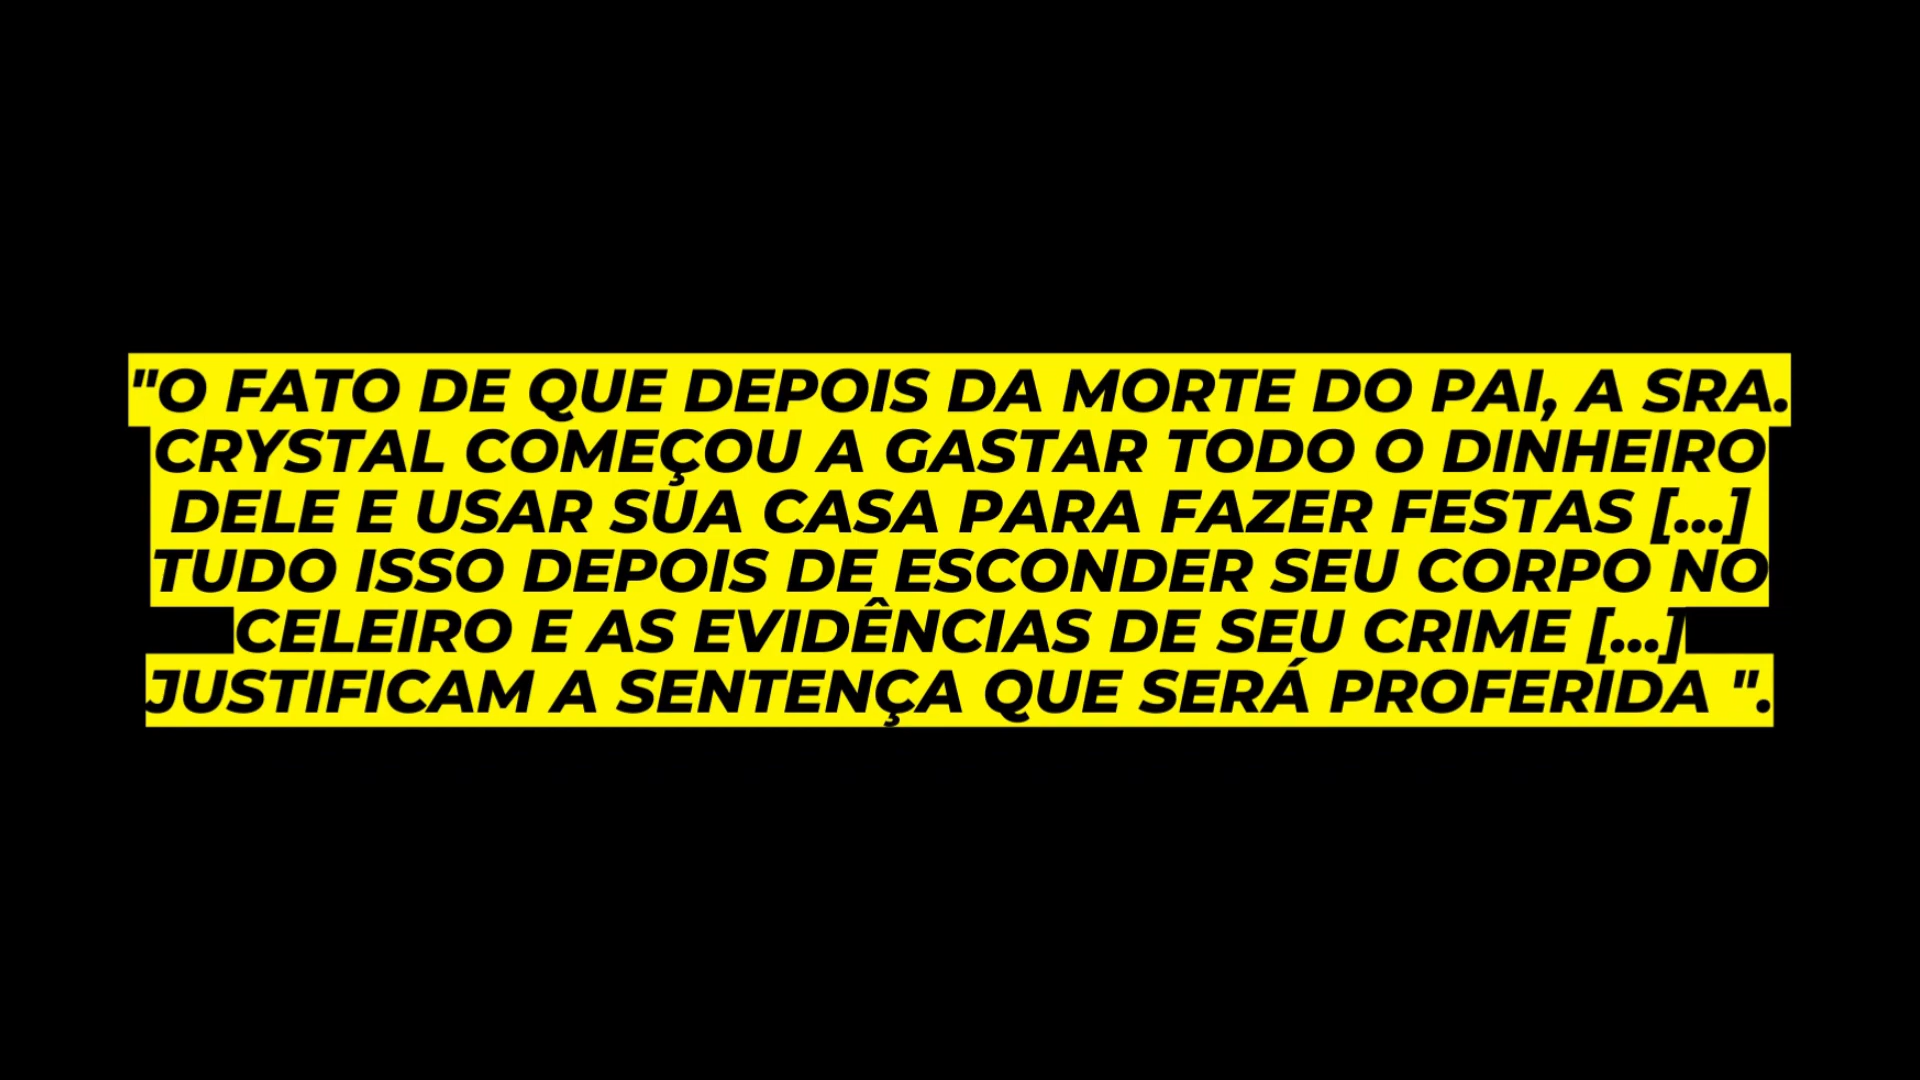 "O FATO DE QUE DEPOIS DA MORTE DO PAI, A SRA.
CRYSTAL COMEÇOU A GASTAR TODO O DINHEIRO
DELE E USAR SUA CASA PARA FAZER FESTAS [...]
TUDO ISSO DEPOIS DE ESCONDER SEU CORPO NO
CELEIRO E AS EVIDÊNCIAS DE SEU CRIME [...]
JUSTIFICAM A SENTENÇA QUE SERÁ PROFERIDA ".